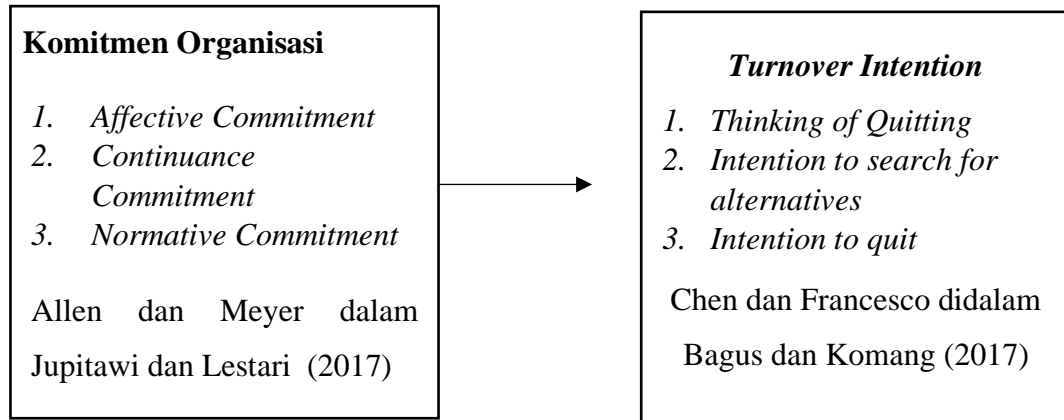 Komitmen Organisasi
1. Affective Commitment
2. Continuance
Commitment
3. Normative Commitment
Allen dan Meyer dalam
Jupitawi dan Lestari (2017)
Turnover Intention
1. Thinking of Quitting
2. Intention to search for
alternatives
3. Intention to quit
Chen dan Francesco didalam
Bagus dan Komang (2017)